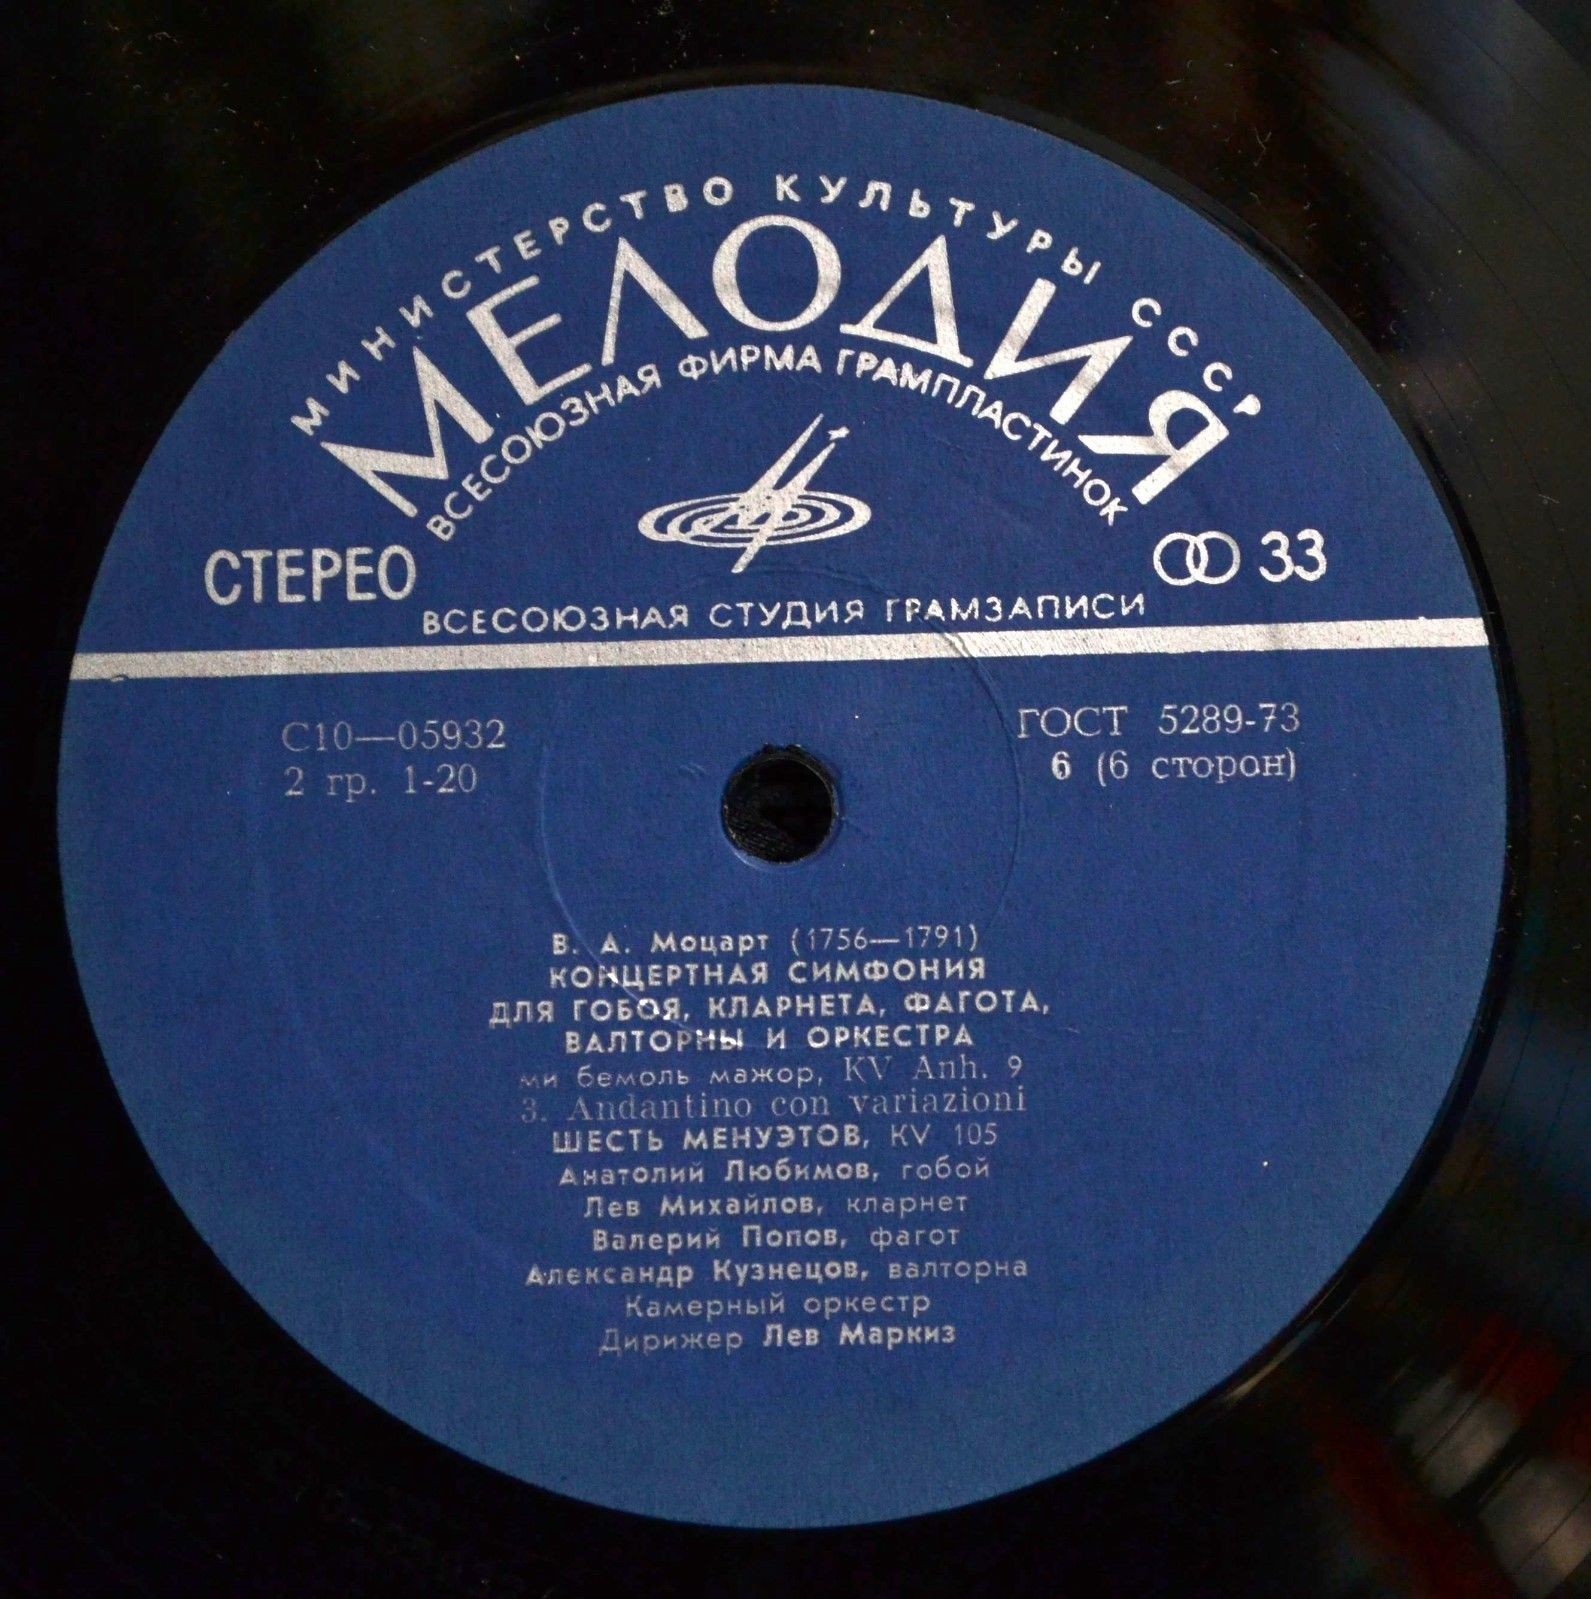 МИНИСТЕРСТВО КУЛЬТУРЫ СССР
МЕЛОДИЯ
ВСЕСОЮЗНАЯ ФИРМА ГРАМПЛАСТИНОК
СТЕРЕО
33
ВСЕСОЮЗНАЯ СТУДИЯ ГРАМЗАПИСИ
С10—05932
ГОСТ 5289-73
2 гр. 1-20
6 (6 сторон)
В. А. Моцарт (1756—1791)
КОНЦЕРТНАЯ СИМФОНИЯ
ДЛЯ ГОБОЯ, КЛАРНЕТА, ФАГОТА,
ВАЛТОРНЫ И ОРКЕСТРА
ми бемоль мажор, KV Anh. 9
3. Andantino con variazioni
ШЕСТЬ МЕНУЭТОВ, KV 105
Анатолий Любимов, гобой
Лев Михайлов, кларнет
Валерий Попов, фагот
Александр Кузнецов, валторна
Камерный оркестр
Дирижер Лев Маркиз